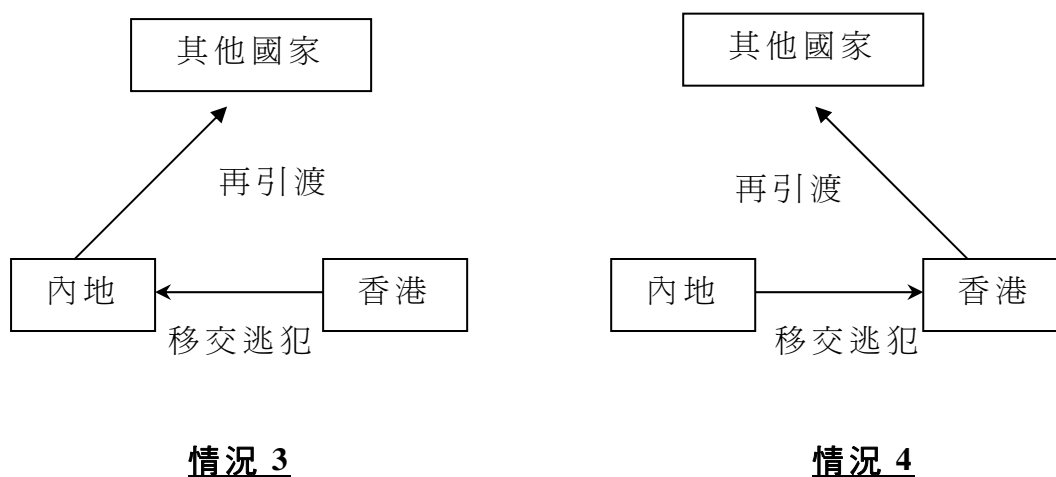 其他國家
再引渡
內地
香港
移交逃犯
情況 3
其他國家
再引渡
內地
香港
移交逃犯
情況 4